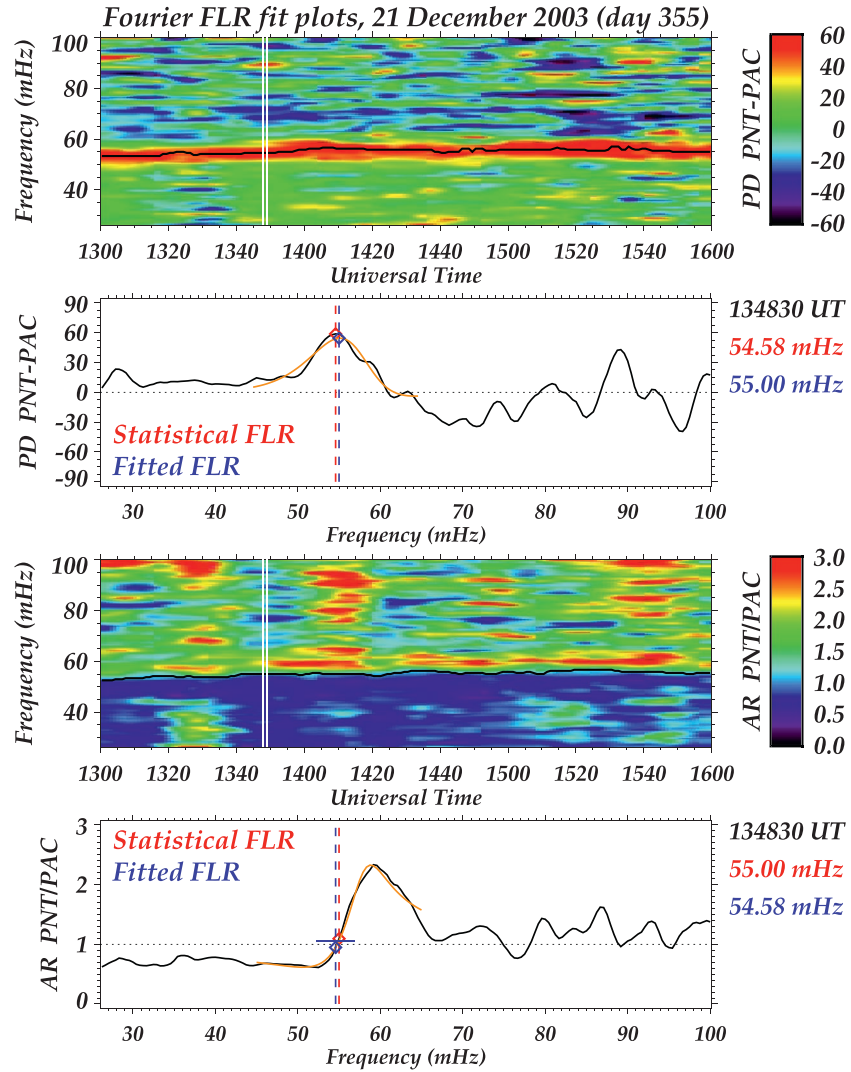 Fourier FLR fit plots, 21 December 2003 (day 355)
Frequency (mHz)
100
80
60
40
1300 1320 1340 1400 1420 1440 1500 1520 1540 1600
Universal Time
PD PNT-PAC
60
40
20
0
-20
-40
-60
PD PNT-PAC
90
60
30
0
-30
-60
-90
Statistical FLR
Fitted FLR
30 40 50 60 70 80 90 100
Frequency (mHz)
134830 UT
54.58 mHz
55.00 mHz
Frequency (mHz)
100
80
60
40
1300 1320 1340 1400 1420 1440 1500 1520 1540 1600
Universal Time
AR PNT/PAC
3.0
2.5
2.0
1.5
1.0
0.5
0.0
AR PNT/PAC
3
2
1
0
Statistical FLR
Fitted FLR
30 40 50 60 70 80 90 100
Frequency (mHz)
134830 UT
55.00 mHz
54.58 mHz